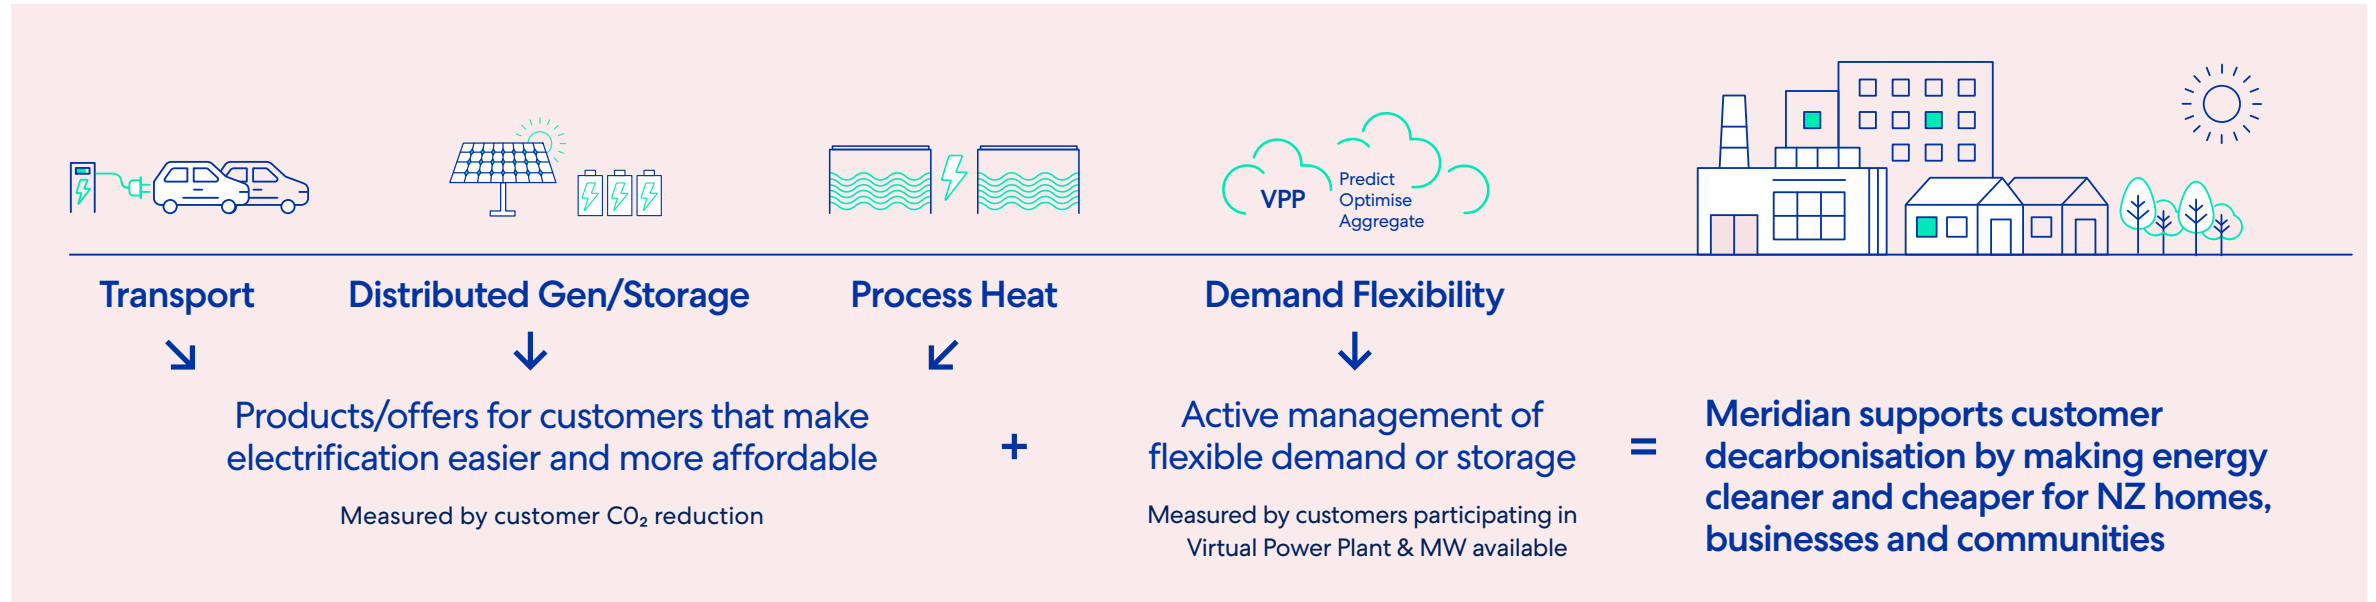 VPP
Predict
Optimise
Aggregate
Transport
Distributed Gen/Storage
Process Heat
Demand Flexibility
Products/offers for customers that make
electrification easier and more affordable
Measured by customer C0₂ reduction
+
Active management of
flexible demand or storage
Measured by customers participating in
Virtual Power Plant & MW available
=
Meridian supports customer
decarbonisation by making energy
cleaner and cheaper for NZ homes,
businesses and communities